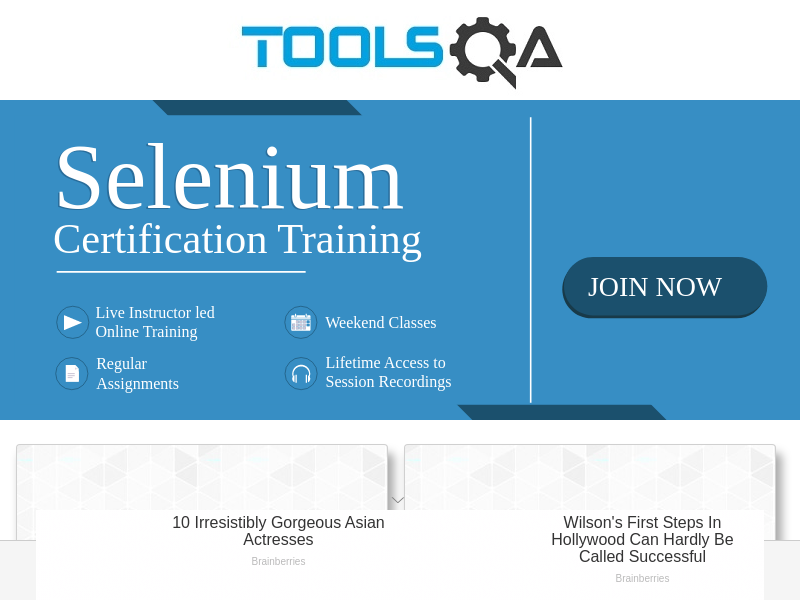 TOOLSQA
Selenium
Certification Training
JOIN NOW
Live Instructor led
Online Training
Weekend Classes
Regular
Assignments
Lifetime Access to
Session Recordings
10 Irresistibly Gorgeous Asian
Actresses
Brainberries
Wilson's First Steps In
Hollywood Can Hardly Be
Called Successful
Brainberries